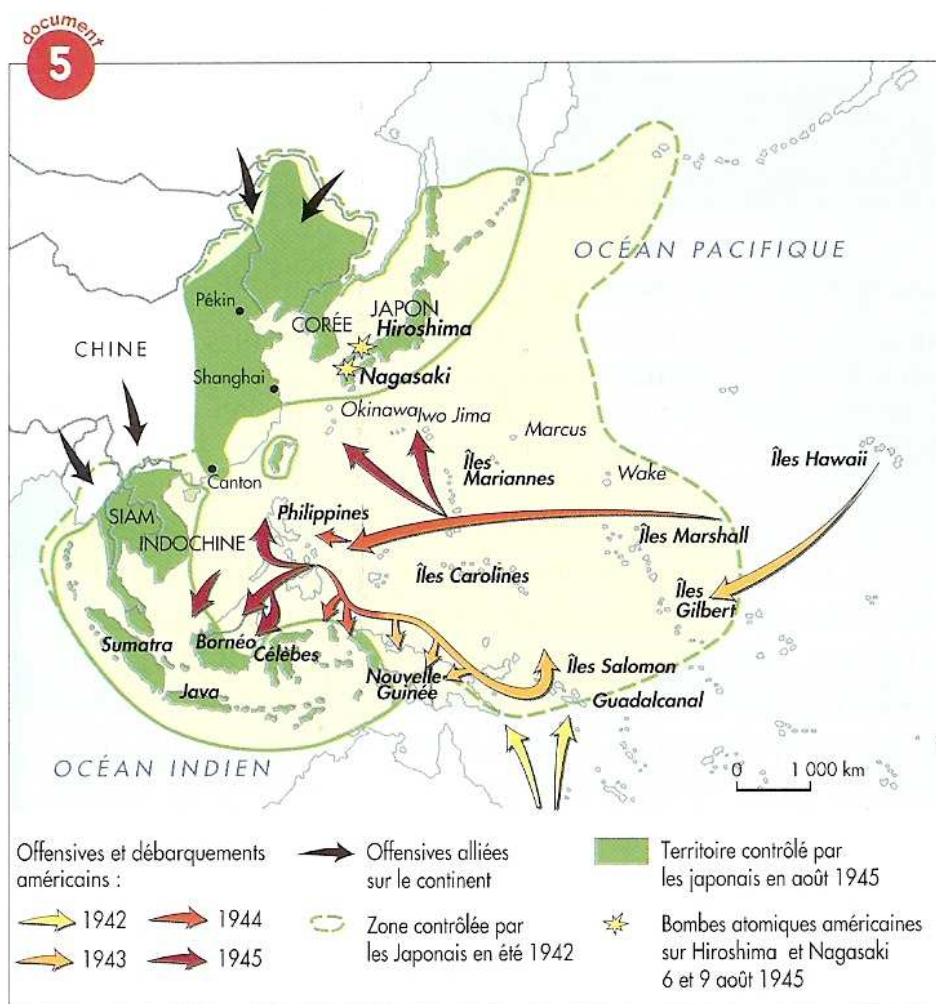 document
5
OCÉAN PACIFIQUE
Pékin
CORÉE
JAPON
Hiroshima
CHINE
Shanghai
Nagasaki
Okinawa
Iwo Jima
Marcus
Îles Hawaii
Îles
Mariannes
Wake
Canton
SIAM
Philippines
Îles Marshall
INDOCHINE
Îles Carolines
Îles
Gilbert
Sumatra
Bornéo
Célèbes
Îles Salomon
Nouvelle-
Guinée
Java
Guadalcanal
OCÉAN INDIEN
0 1 000 km
Offensives et débarquements
américains :
1942
1943
1944
1945
Offensives alliées
sur le continent
Zone contrôlée par
les Japonais en été 1942
Territoire contrôlé par
les japonais en août 1945
Bombes atomiques américaines
sur Hiroshima et Nagasaki
6 et 9 août 1945